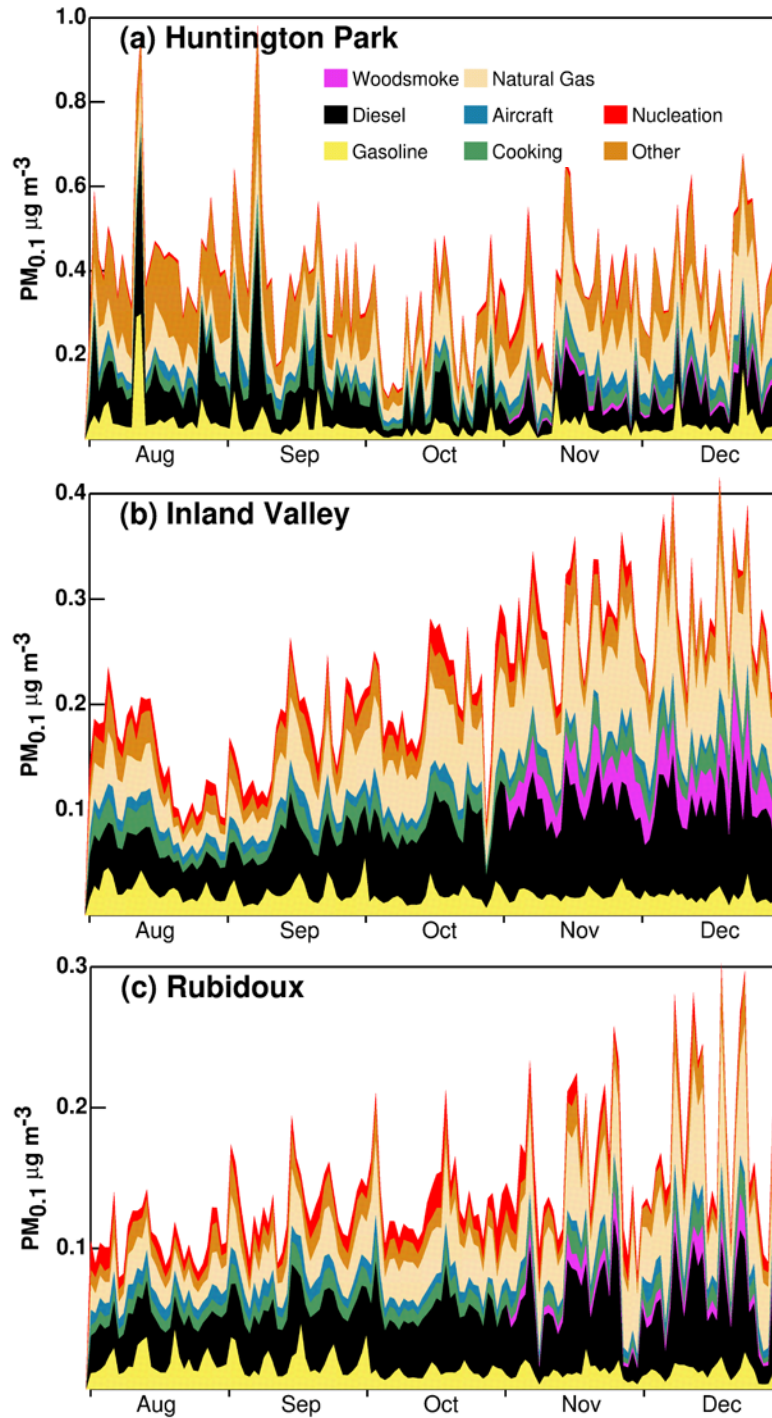 (a) Huntington Park
1.0
0.8
0.6
0.4
0.2
PM0.1 µg m-3
Woodsmoke Natural Gas
Diesel Aircraft Nucleation
Gasoline Cooking Other
Aug Sep Oct Nov Dec
(b) Inland Valley
0.4
0.3
0.2
0.1
PM0.1 µg m-3
Aug Sep Oct Nov Dec
(c) Rubidoux
0.3
0.2
0.1
PM0.1 µg m-3
Aug Sep Oct Nov Dec